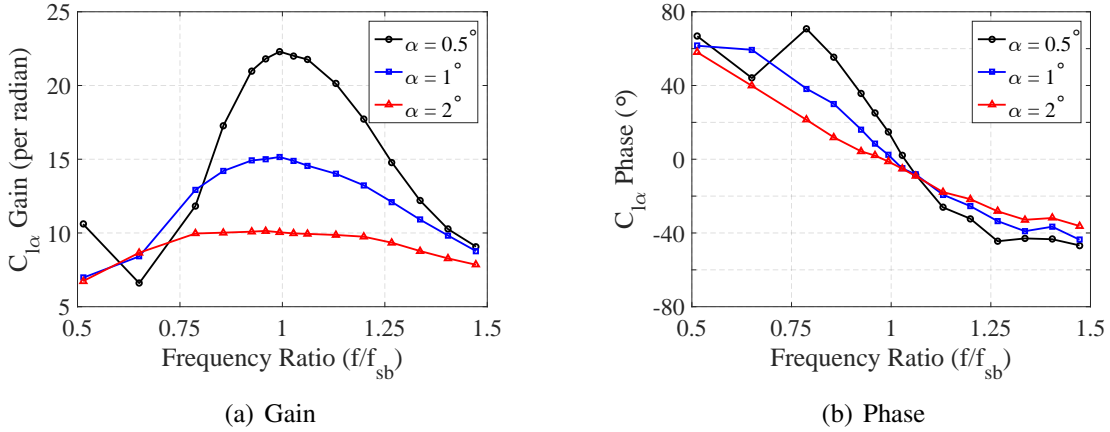 25
20
15
10
5
0.5
0.75
1
1.25
1.5
C_lα Gain (per radian)
Frequency Ratio (f/f_sb)
α = 0.5°
α = 1°
α = 2°
(a) Gain
80
40
0
-40
-80
0.5
0.75
1
1.25
1.5
C_lα Phase (°)
Frequency Ratio (f/f_sb)
α = 0.5°
α = 1°
α = 2°
(b) Phase